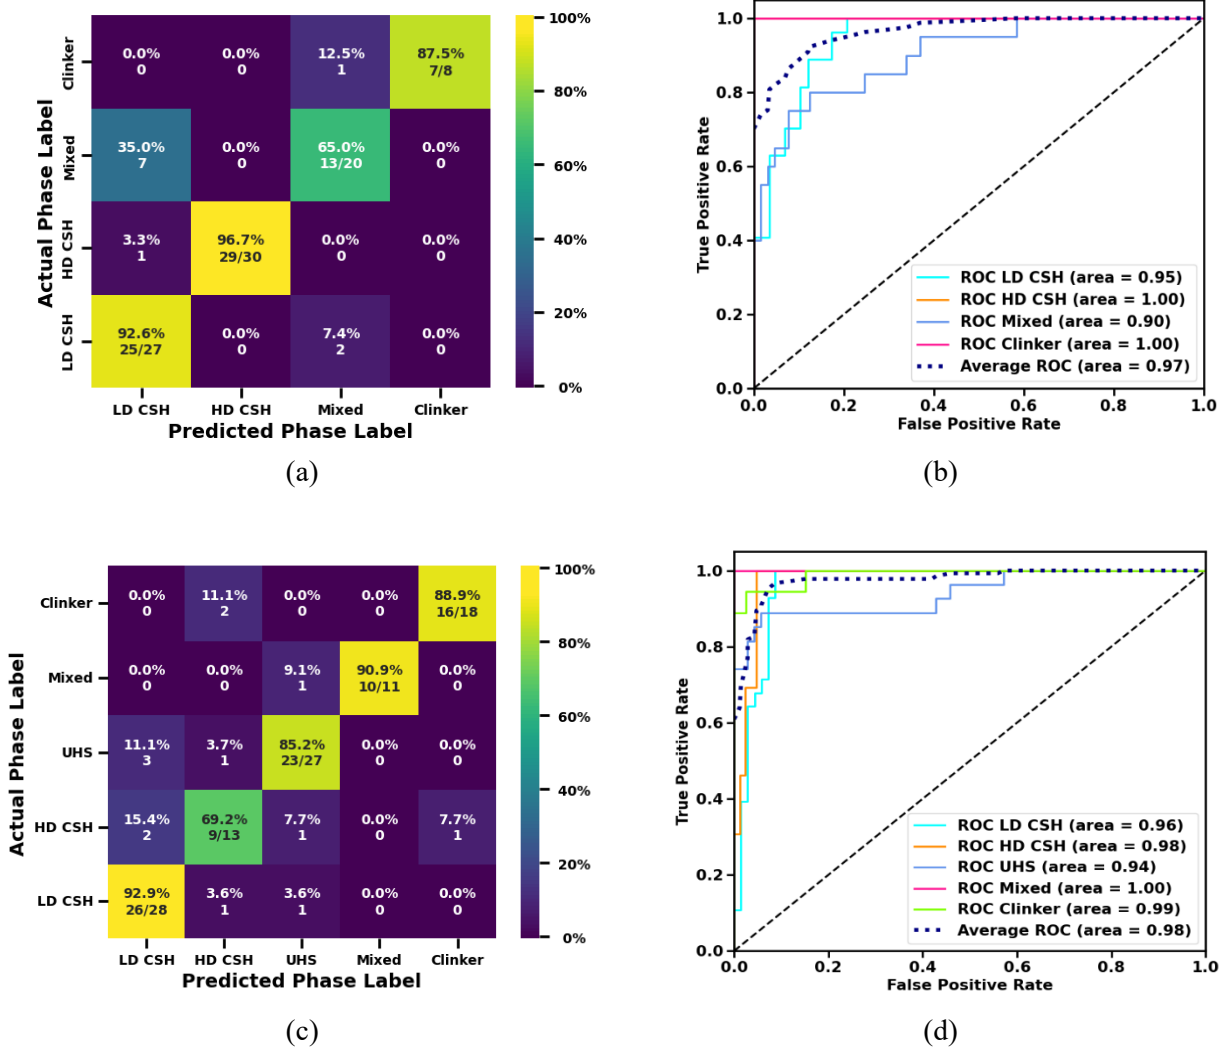 Actual Phase Label
Clinker
Mixed
HD CSH
LD CSH
0.0%
0
0.0%
0
12.5%
1
87.5%
7/8
35.0%
7
0.0%
0
65.0%
13/20
0.0%
0
3.3%
1
96.7%
29/30
0.0%
0
0.0%
0
92.6%
25/27
0.0%
0
7.4%
2
0.0%
0
LD CSH
HD CSH
Mixed
Clinker
Predicted Phase Label
100%
80%
60%
40%
20%
0%
(a)
True Positive Rate
1.0
0.8
0.6
0.4
0.2
0.0
ROC LD CSH (area = 0.95)
ROC HD CSH (area = 1.00)
ROC Mixed (area = 0.90)
ROC Clinker (area = 1.00)
Average ROC (area = 0.97)
0.0
0.2
0.4
0.6
0.8
1.0
False Positive Rate
(b)
Actual Phase Label
Clinker
Mixed
UHS
HD CSH
LD CSH
0.0%
0
11.1%
2
0.0%
0
0.0%
0
88.9%
16/18
0.0%
0
0.0%
0
9.1%
1
90.9%
10/11
0.0%
0
11.1%
3
3.7%
1
85.2%
23/27
0.0%
0
0.0%
0
15.4%
2
69.2%
9/13
7.7%
1
0.0%
0
7.7%
1
92.9%
26/28
3.6%
1
3.6%
1
0.0%
0
0.0%
0
LD CSH
HD CSH
UHS
Mixed
Clinker
Predicted Phase Label
100%
80%
60%
40%
20%
0%
(c)
True Positive Rate
1.0
0.8
0.6
0.4
0.2
0.0
ROC LD CSH (area = 0.96)
ROC HD CSH (area = 0.98)
ROC UHS (area = 0.94)
ROC Mixed (area = 1.00)
ROC Clinker (area = 0.99)
Average ROC (area = 0.98)
0.0
0.2
0.4
0.6
0.8
1.0
False Positive Rate
(d)